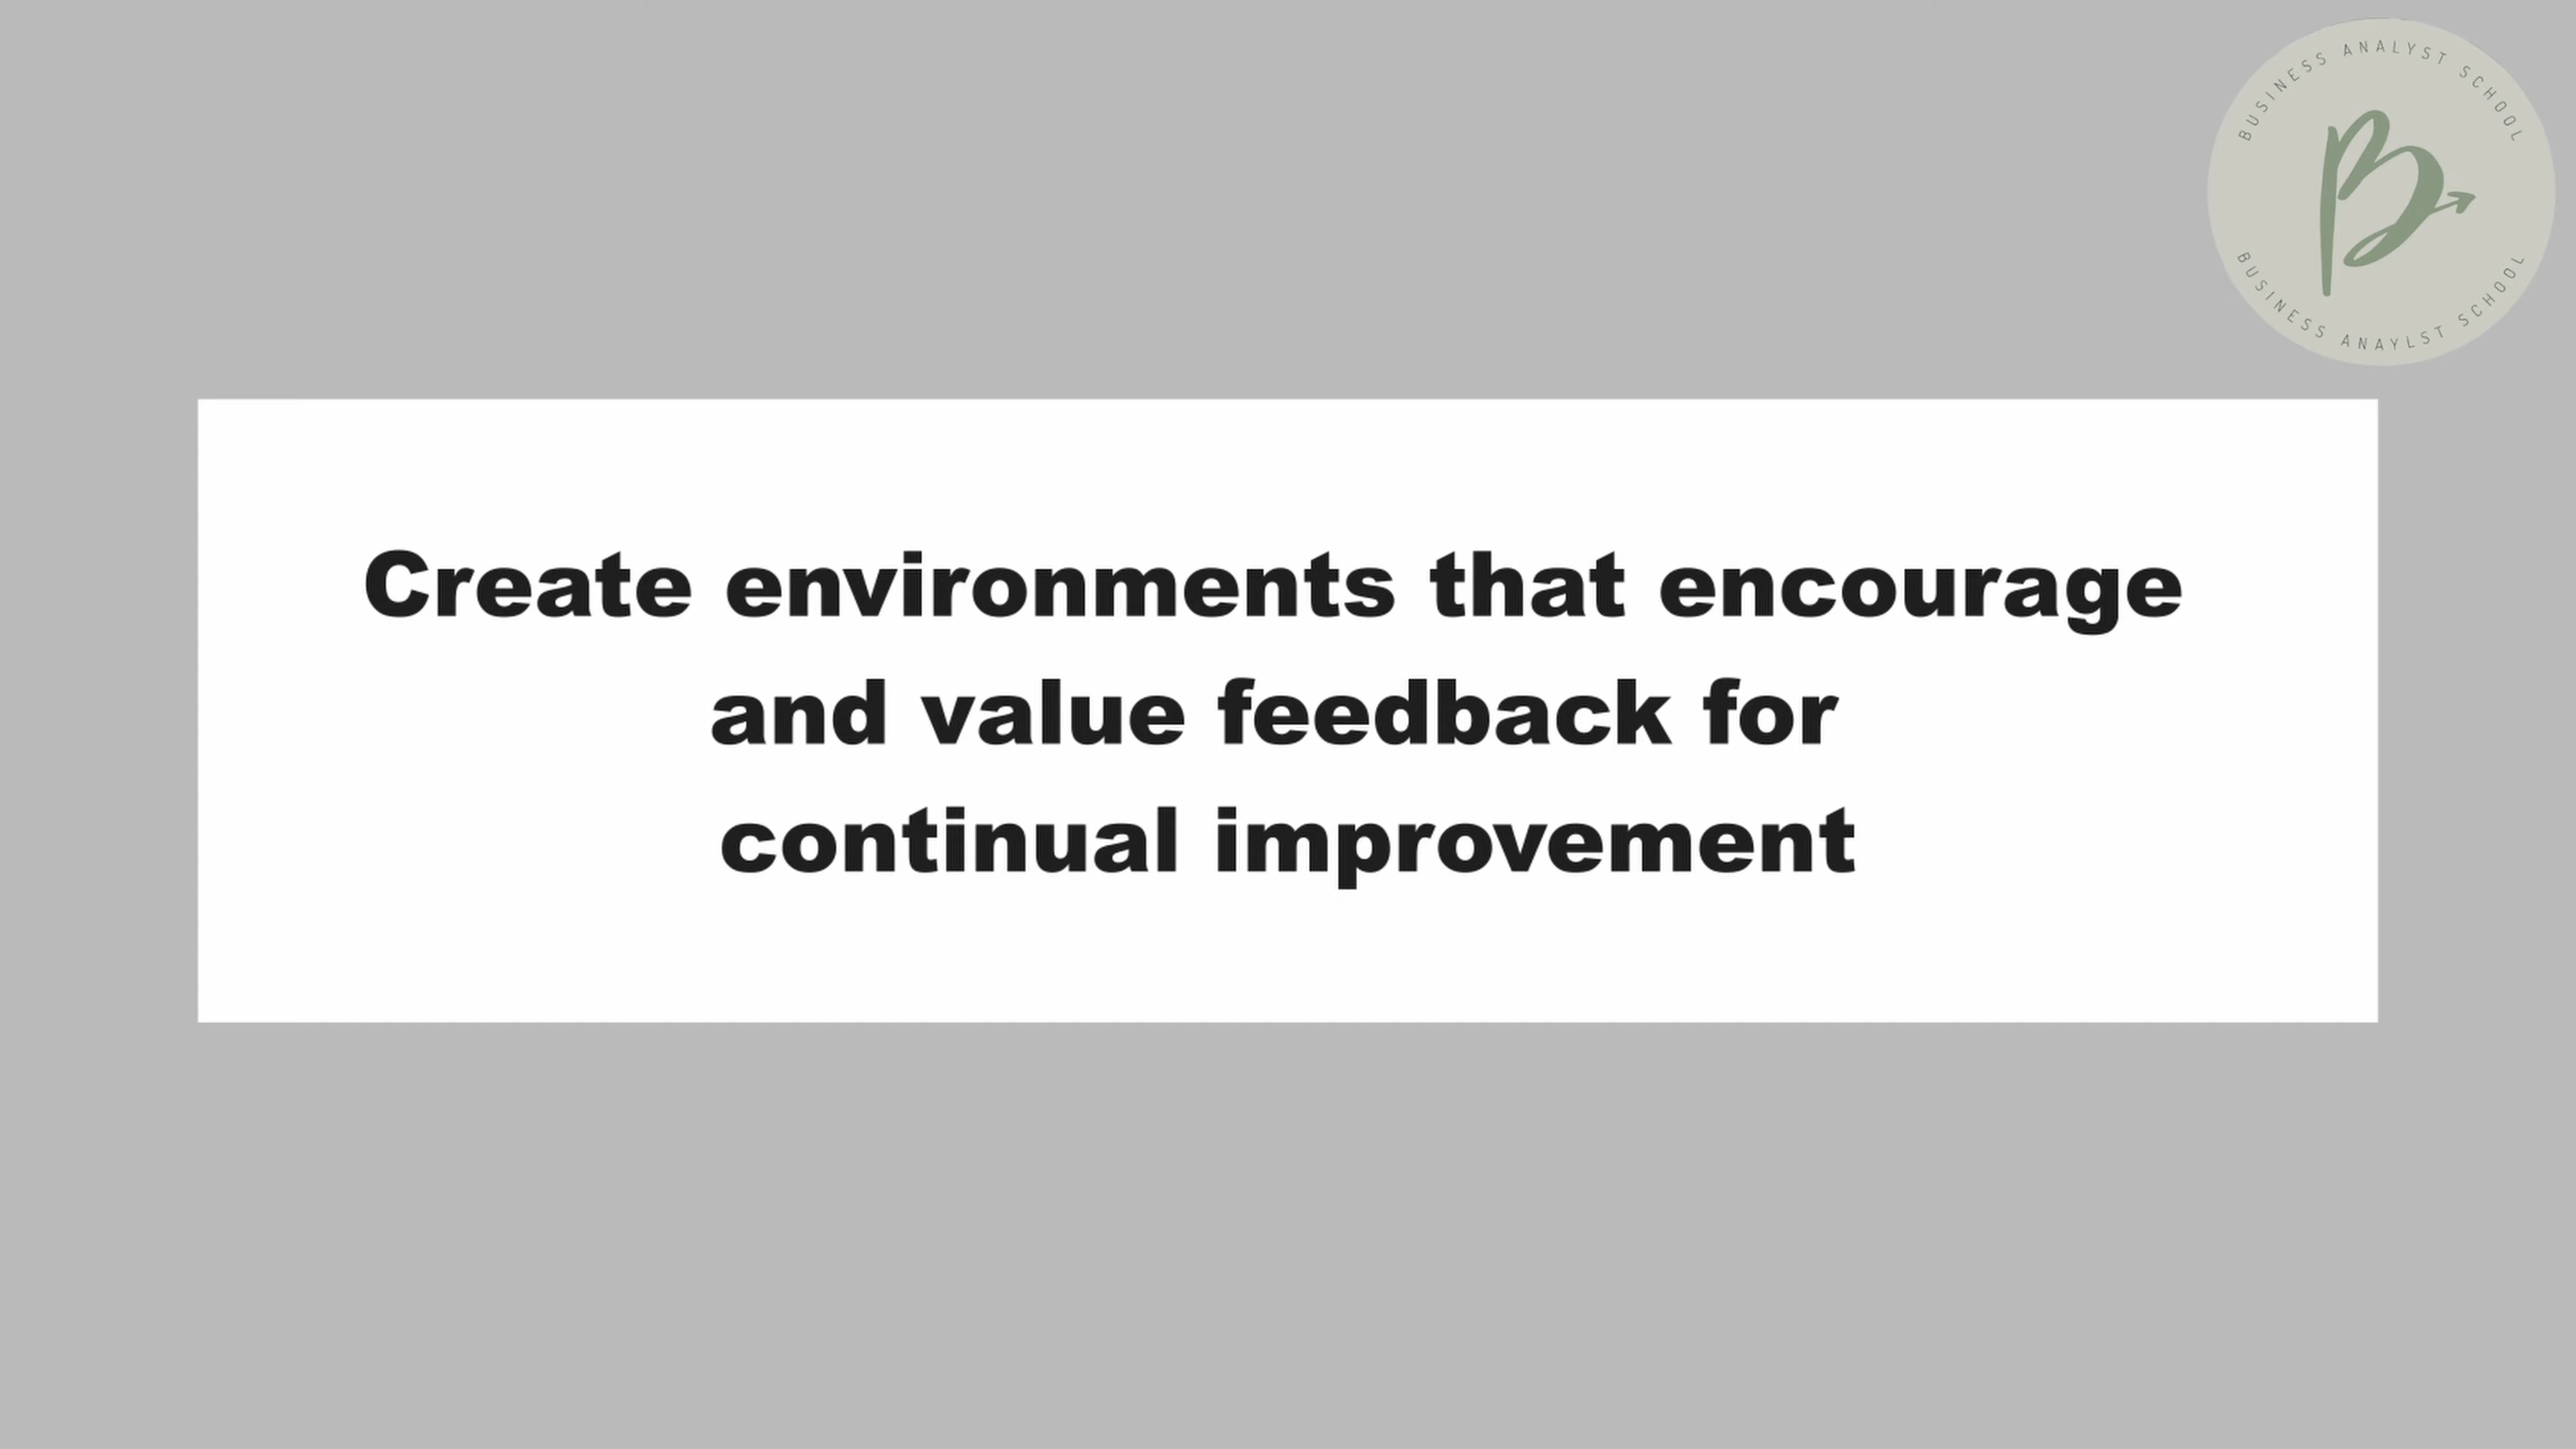 BUSINESS ANALYST SCHOOL
B
BUSINESS ANAYLST SCHOOL
Create environments that encourage
and value feedback for
continual improvement